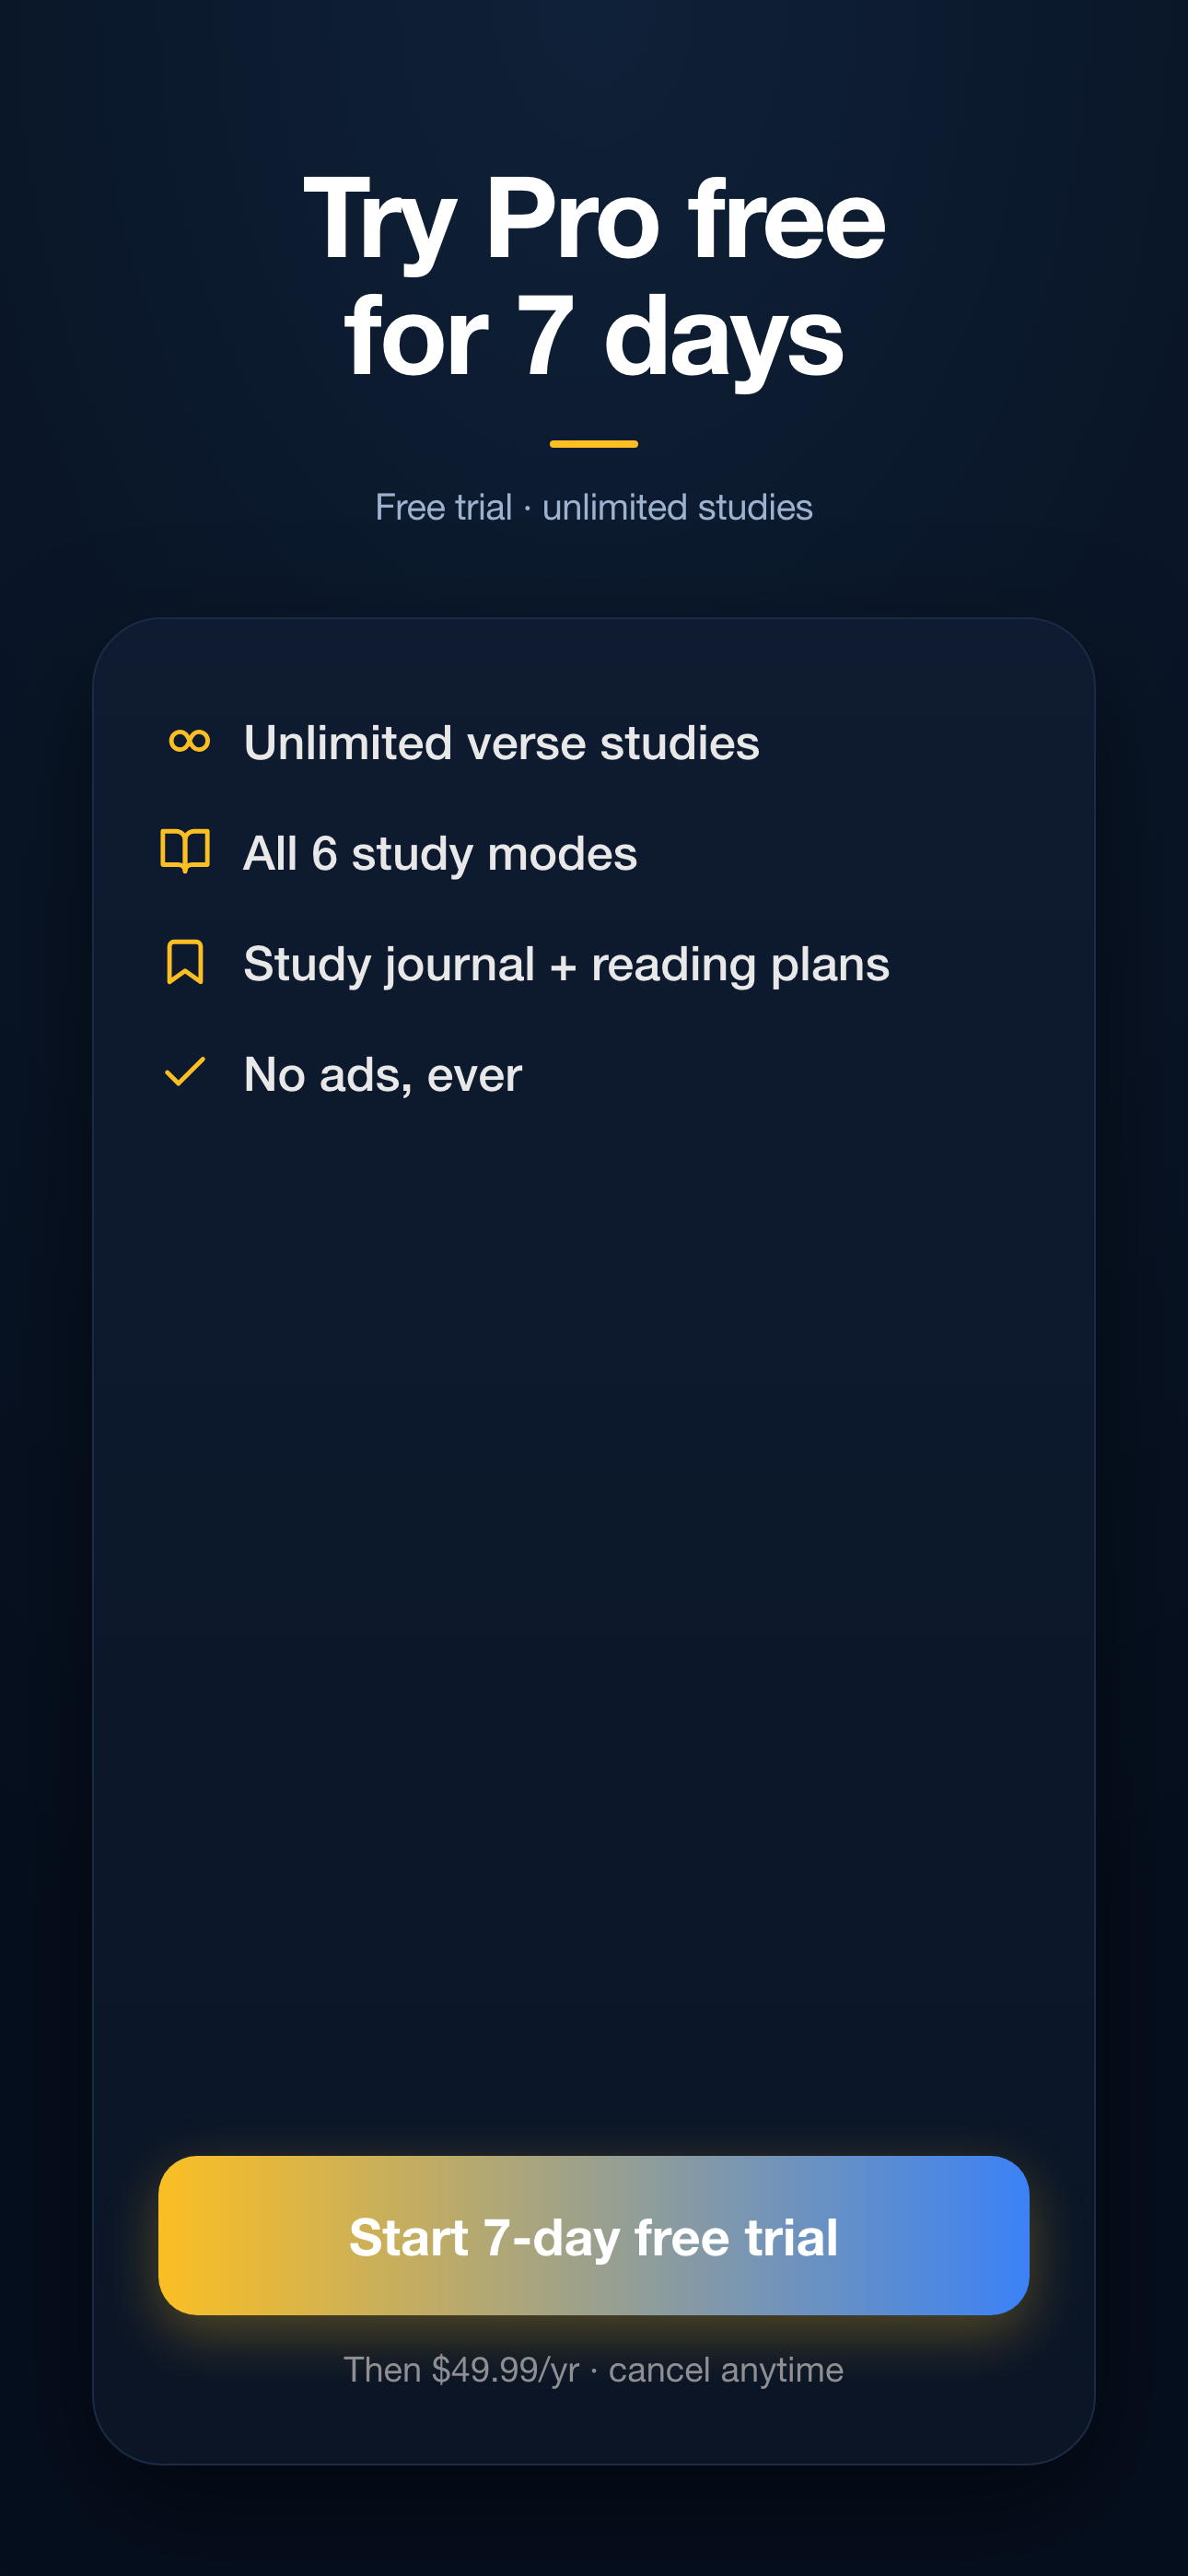 Try Pro free
for 7 days
Free trial · unlimited studies
Unlimited verse studies
All 6 study modes
Study journal + reading plans
No ads, ever
Start 7-day free trial
Then $49.99/yr · cancel anytime